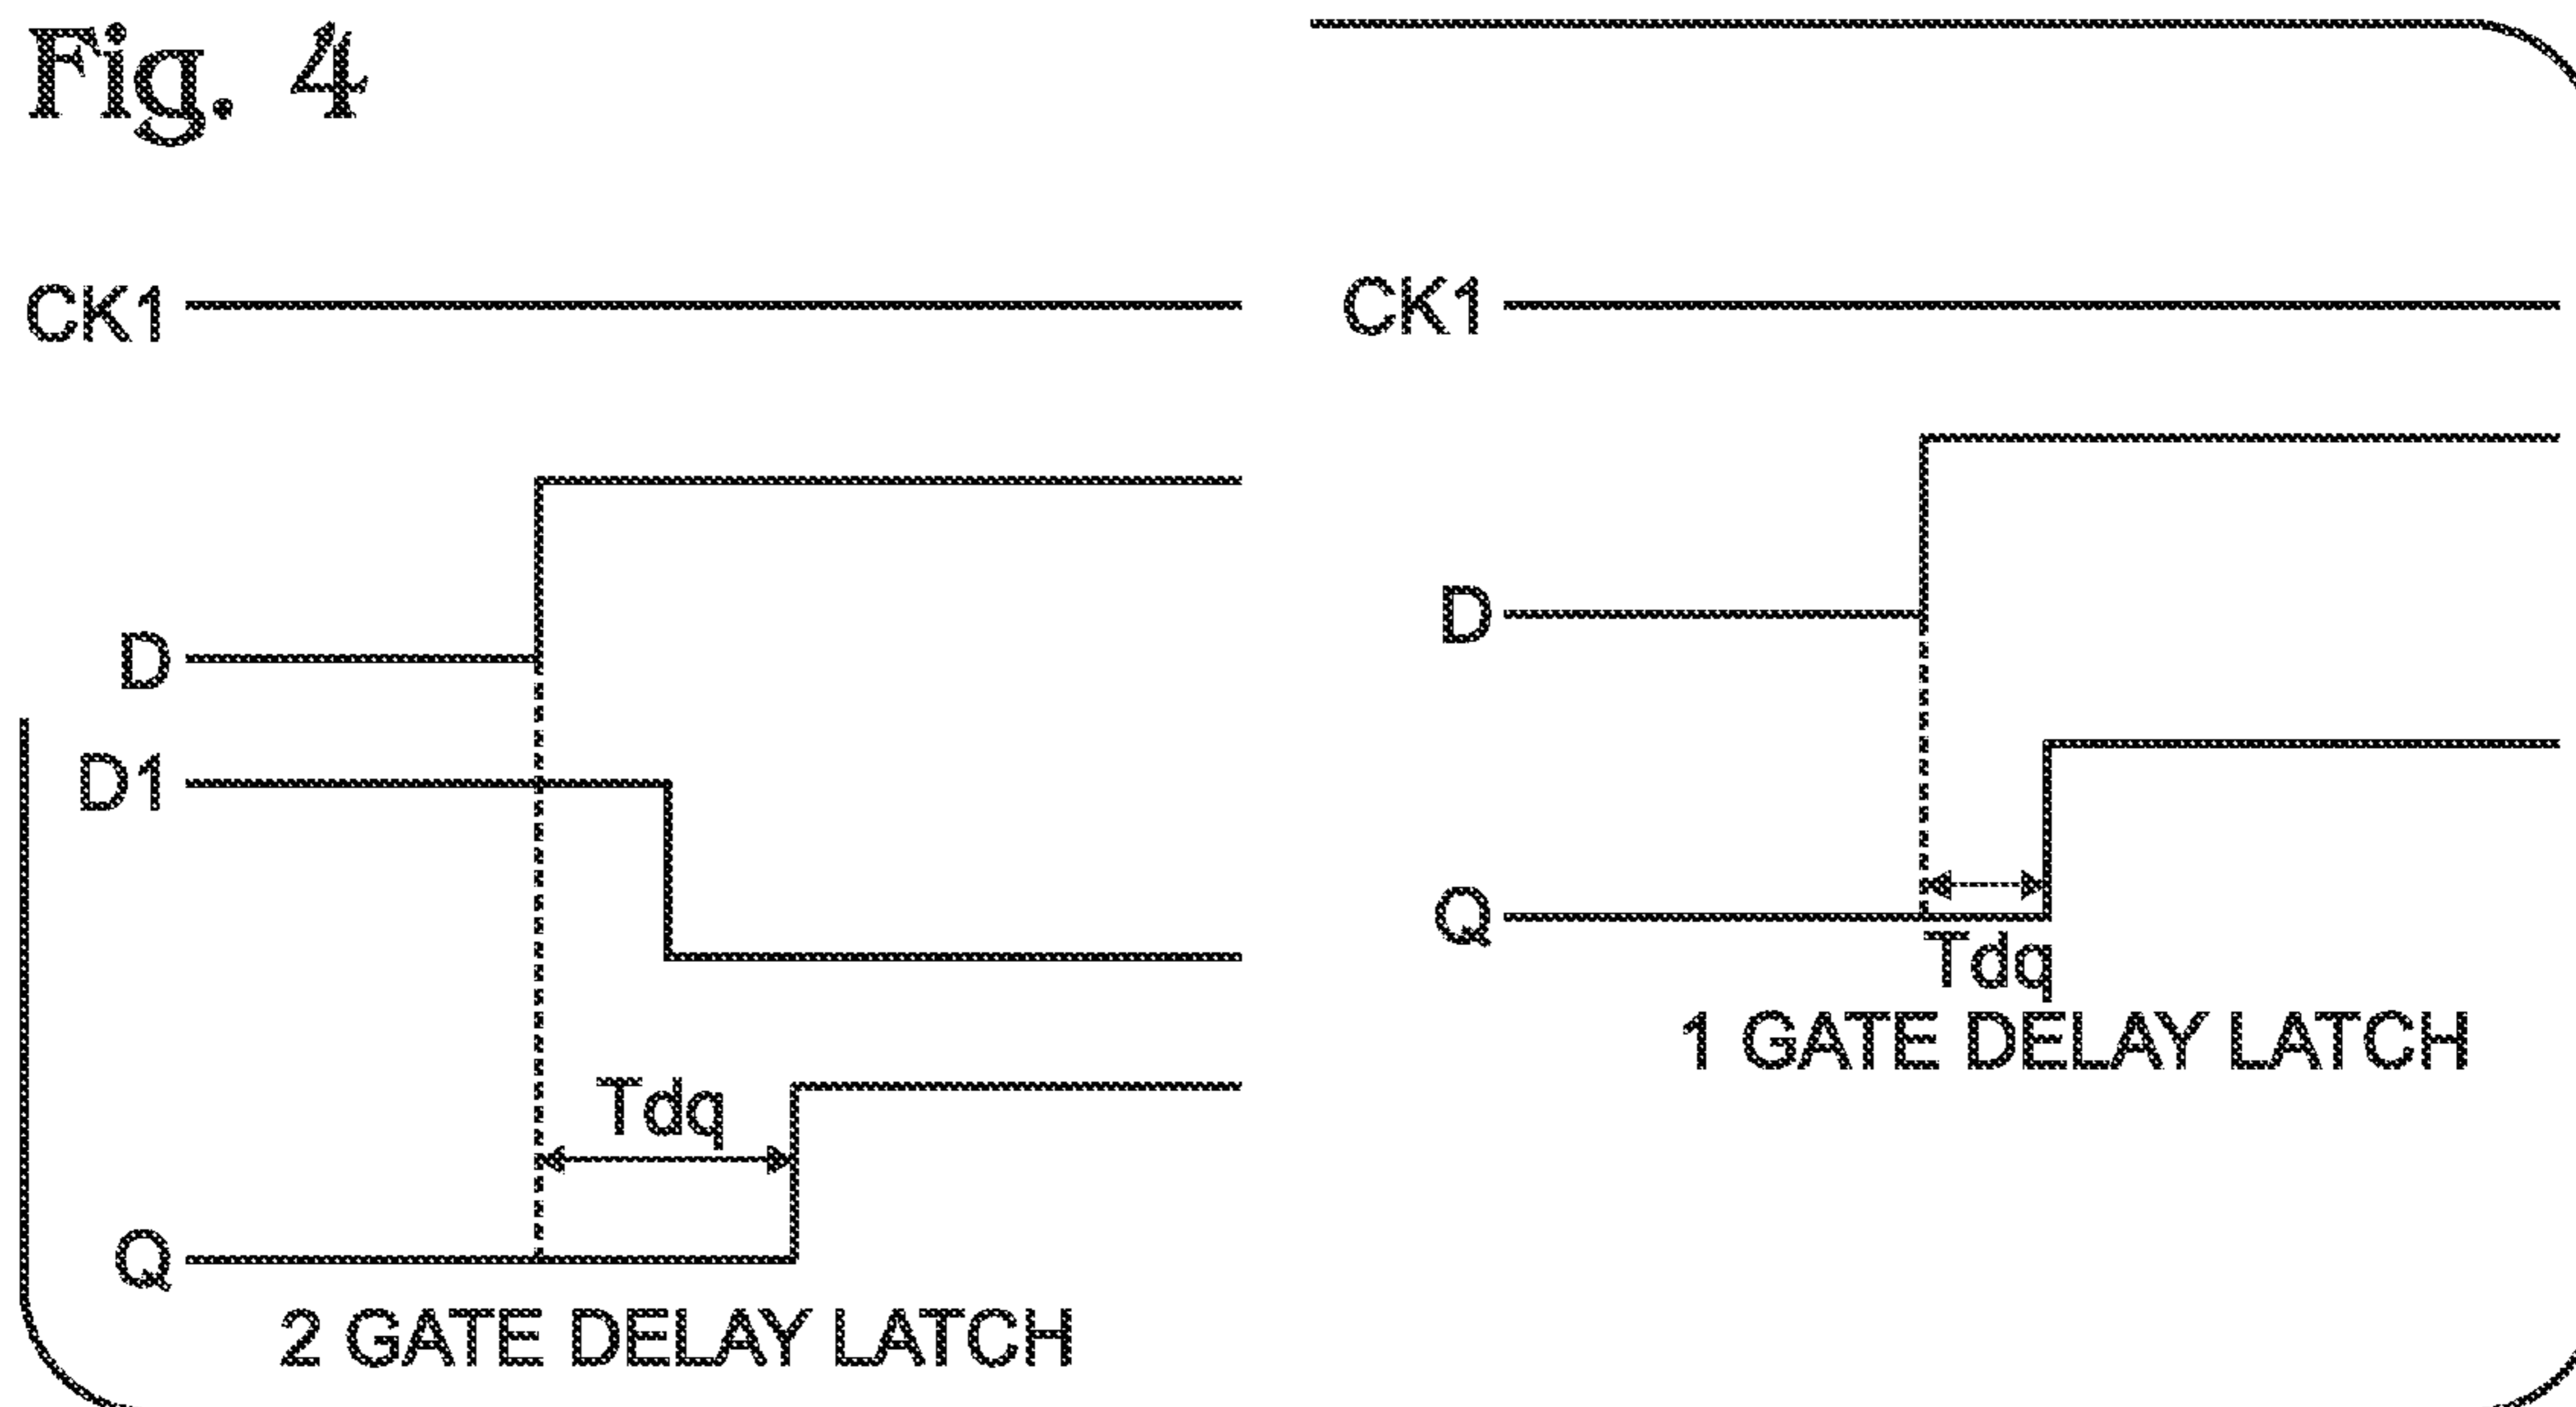 Fig. 4
CK1
D
D1
Tdq
Q
2 GATE DELAY LATCH
CK1
D
Q
Tdq
1 GATE DELAY LATCH